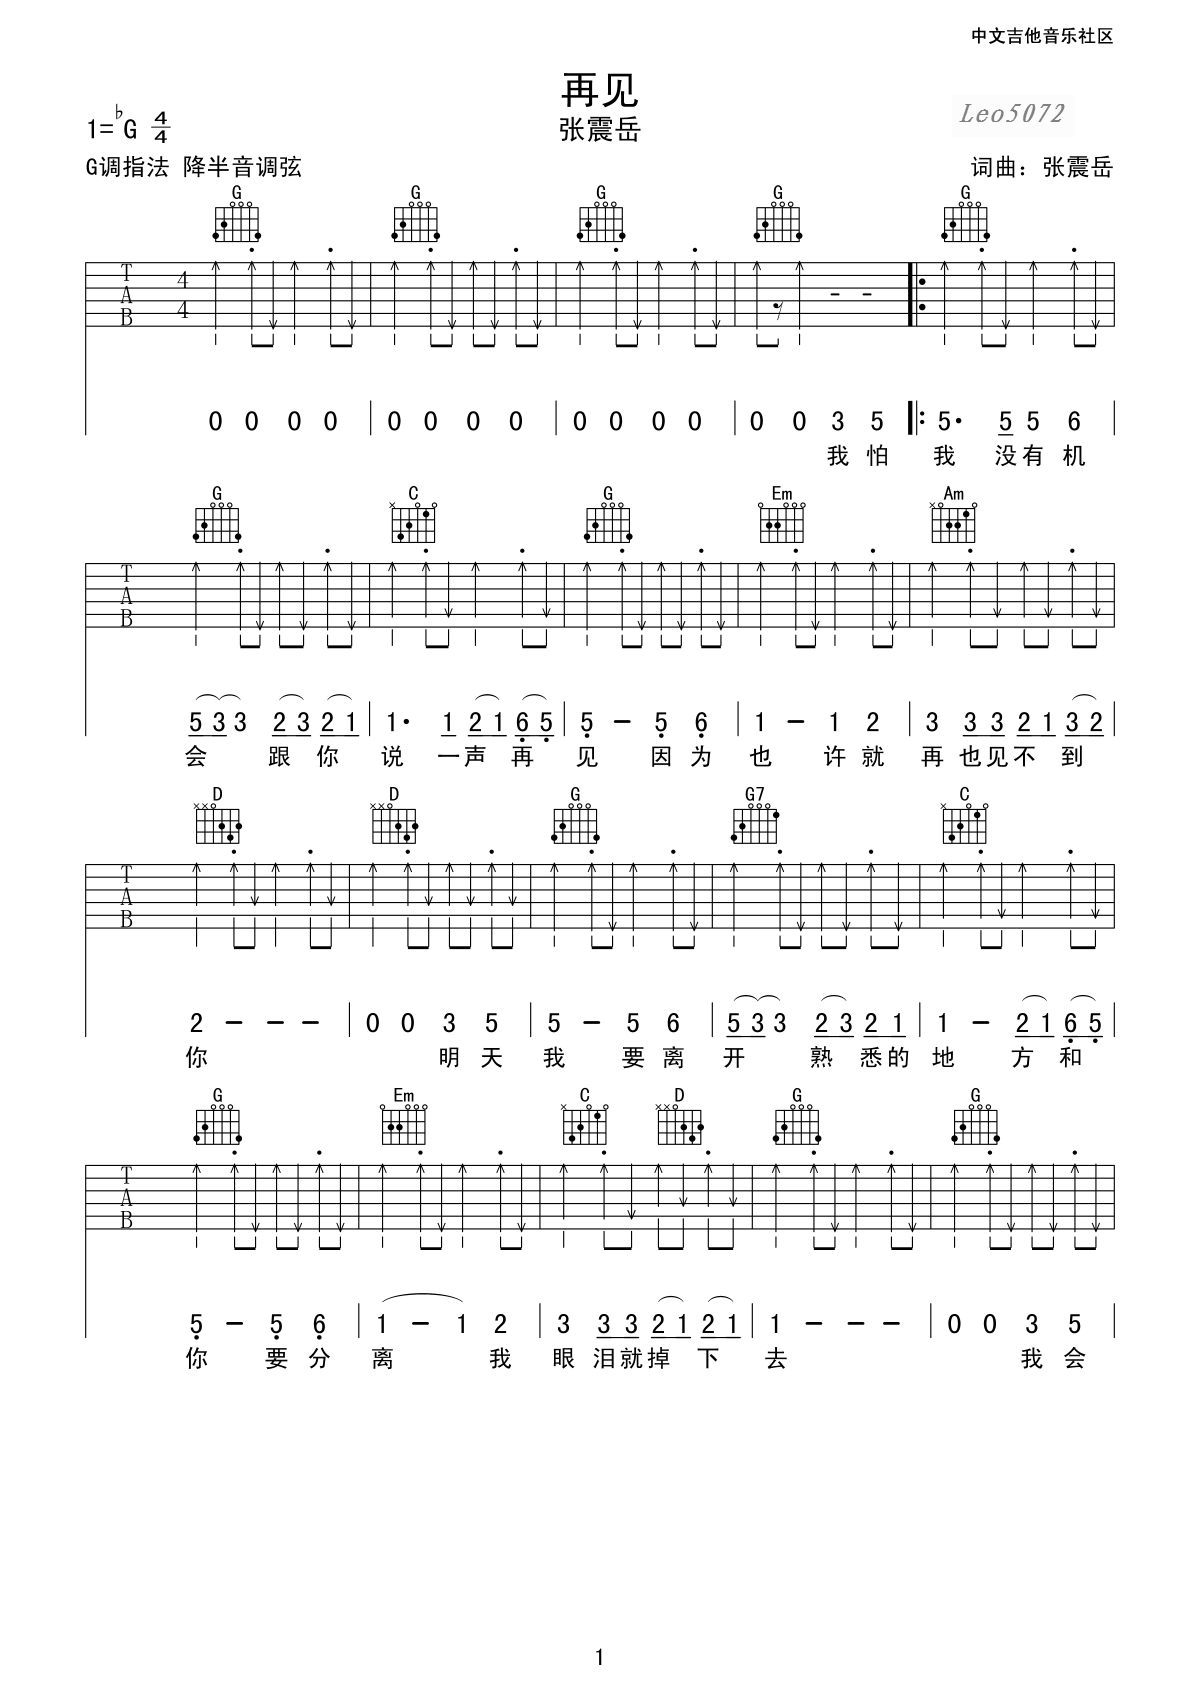 中文吉他音乐社区
再见
1=♭G 4/4
张震岳
Leo5072
G调指法 降半音调弦
词曲：张震岳
G G G G G
T A B 4 4
0 0 0 0 | 0 0 0 0 | 0 0 0 0 | 0 0 3 5 |: 5· 5 5 6 |
我 怕 我 没 有 机
G C G Em Am
T A B
5 3 3 2 3 2 1 | 1· 1 2 1 6 5 | 5 - 5 6 | 1 - 1 2 | 3 3 3 2 1 3 2 |
会 跟 你 说 一 声 再 见 因 为 也 许 就 再 也 见 不 到
D D G G7 C
T A B
2 - - - | 0 0 3 5 | 5 - 5 6 | 5 3 3 2 3 2 1 | 1 - 2 1 6 5 |
你 明 天 我 要 离 开 熟 悉 的 地 方 和
G Em C D G G
T A B
5 - 5 6 | 1 - 1 2 | 3 3 3 2 1 2 1 | 1 - - - | 0 0 3 5 |
你 要 分 离 我 眼 泪 就 掉 下 去 我 会
1